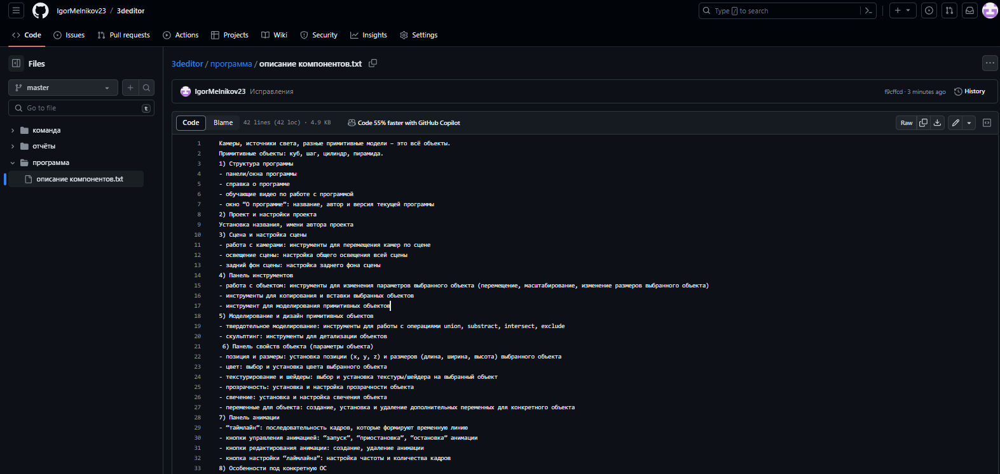 IgorMelnikov23 / 3deditor
Type / to search
Code
Issues
Pull requests
Actions
Projects
Wiki
Security
Insights
Settings
Files
master
Go to file
t
команда
отчёты
программа
описание компонентов.txt
3deditor / программа / описание компонентов.txt
IgorMelnikov23 Исправления
f9cffcd · 3 minutes ago
History
Code
Blame
42 lines (42 loc) · 4.9 KB
Code 55% faster with GitHub Copilot
Raw
1 Камеры, источники света, разные примитивные модели – это всё объекты.
2 Примитивные объекты: куб, шаг, цилиндр, пирамида.
3 1) Структура программы
4 - панели/окна программы
5 - справка о программе
6 - обучающие видео по работе с программой
7 - окно “О программе”: название, автор и версия текущей программы
8 2) Проект и настройки проекта
9 Установка названия, имени автора проекта
10 3) Сцена и настройка сцены
11 - работа с камерами: инструменты для перемещения камер по сцене
12 - освещение сцены: настройка общего освещения всей сцены
13 - задний фон сцены: настройка заднего фона сцены
14 4) Панель инструментов
15 - работа с объектом: инструменты для изменения параметров выбранного объекта (перемещение, масштабирование, изменение размеров выбранного объекта)
16 - инструменты для копирования и вставки выбранных объектов
17 - инструмент для моделирования примитивных объектов
18 5) Моделирование и дизайн примитивных объектов
19 - твердотельное моделирование: инструменты для работы с операциями union, substract, intersect, exclude
20 - скульптинг: инструменты для детализации объектов
21 6) Панель свойств объекта (параметры объекта)
22 - позиция и размеры: установка позиции (x, y, z) и размеров (длина, ширина, высота) выбранного объекта
23 - цвет: выбор и установка цвета выбранного объекта
24 - текстурирование и шейдеры: выбор и установка текстуры/шейдера на выбранный объект
25 - прозрачность: установка и настройка прозрачности объекта
26 - свечение: установка и настройка свечения объекта
27 - переменные для объекта: создание, установка и удаление дополнительных переменных для конкретного объекта
28 7) Панель анимации
29 - “таймлайн”: последовательность кадров, которые формируют временную линию
30 - кнопки управления анимацией: “запуск”, “приостановка”, “остановка” анимации
31 - кнопки редактирования анимации: создание, удаление анимации
32 - кнопка настройки “лаймлайна”: настройка частоты и количества кадров
33 8) Особенности под конкретную ОС